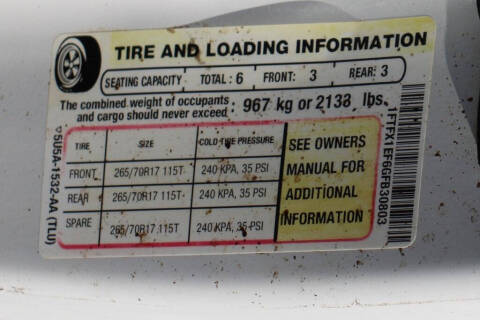 TIRE AND LOADING INFORMATION
SEATING CAPACITY TOTAL : 6 FRONT: 3 REAR: 3
The combined weight of occupants
and cargo should never exceed : 967 kg or 2133 lbs.
TIRE SIZE COLD TIRE PRESSURE
FRONT 265/70R17 115T 240 KPA, 35 PSI
REAR 265/70R17 115T 240 KPA, 35 PSI
SPARE 265/70R17 115T 240 KPA, 35 PSI
SEE OWNERS
MANUAL FOR
ADDITIONAL
INFORMATION
5U5A-1532-AA (TLU)
1FTFX1EF6GFB30803